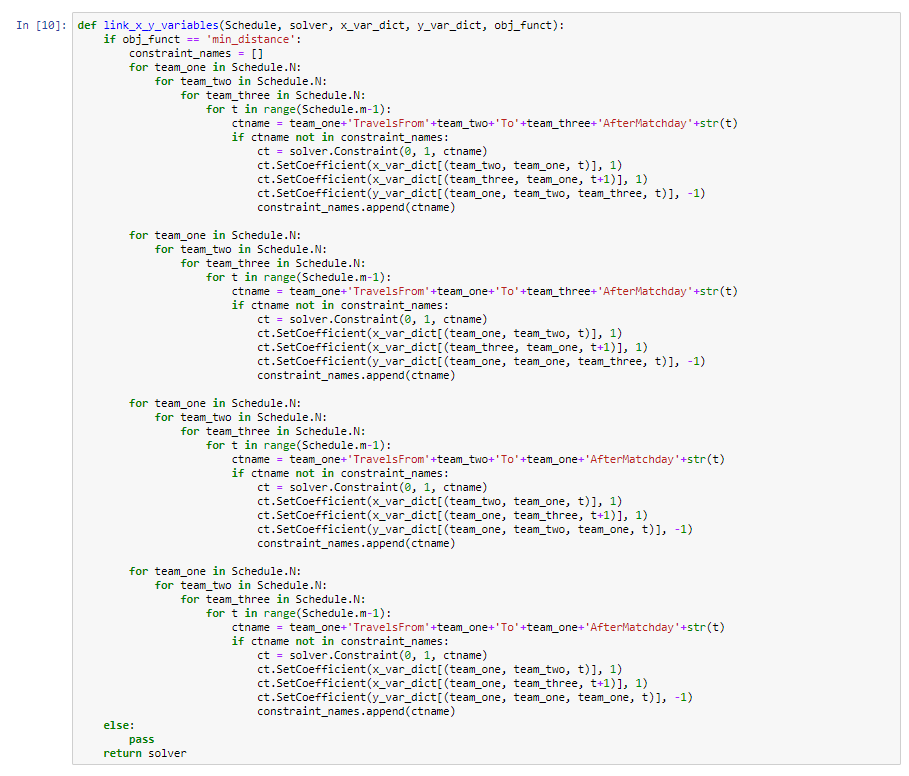 In [10]: def link_x_y_variables(Schedule, solver, x_var_dict, y_var_dict, obj_funct):
    if obj_funct == 'min_distance':
        constraint_names = []
        for team_one in Schedule.N:
            for team_two in Schedule.N:
                for team_three in Schedule.N:
                    for t in range(Schedule.m-1):
                        ctname = team_one+'TravelsFrom'+team_two+'To'+team_three+'AfterMatchday'+str(t)
                        if ctname not in constraint_names:
                            ct = solver.Constraint(0, 1, ctname)
                            ct.SetCoefficient(x_var_dict[(team_two, team_one, t)], 1)
                            ct.SetCoefficient(x_var_dict[(team_three, team_one, t+1)], 1)
                            ct.SetCoefficient(y_var_dict[(team_one, team_two, team_three, t)], -1)
                            constraint_names.append(ctname)

        for team_one in Schedule.N:
            for team_two in Schedule.N:
                for team_three in Schedule.N:
                    for t in range(Schedule.m-1):
                        ctname = team_one+'TravelsFrom'+team_one+'To'+team_three+'AfterMatchday'+str(t)
                        if ctname not in constraint_names:
                            ct = solver.Constraint(0, 1, ctname)
                            ct.SetCoefficient(x_var_dict[(team_one, team_two, t)], 1)
                            ct.SetCoefficient(x_var_dict[(team_three, team_one, t+1)], 1)
                            ct.SetCoefficient(y_var_dict[(team_one, team_one, team_three, t)], -1)
                            constraint_names.append(ctname)

        for team_one in Schedule.N:
            for team_two in Schedule.N:
                for team_three in Schedule.N:
                    for t in range(Schedule.m-1):
                        ctname = team_one+'TravelsFrom'+team_two+'To'+team_one+'AfterMatchday'+str(t)
                        if ctname not in constraint_names:
                            ct = solver.Constraint(0, 1, ctname)
                            ct.SetCoefficient(x_var_dict[(team_two, team_one, t)], 1)
                            ct.SetCoefficient(x_var_dict[(team_one, team_three, t+1)], 1)
                            ct.SetCoefficient(y_var_dict[(team_one, team_two, team_one, t)], -1)
                            constraint_names.append(ctname)

        for team_one in Schedule.N:
            for team_two in Schedule.N:
                for team_three in Schedule.N:
                    for t in range(Schedule.m-1):
                        ctname = team_one+'TravelsFrom'+team_one+'To'+team_one+'AfterMatchday'+str(t)
                        if ctname not in constraint_names:
                            ct = solver.Constraint(0, 1, ctname)
                            ct.SetCoefficient(x_var_dict[(team_one, team_two, t)], 1)
                            ct.SetCoefficient(x_var_dict[(team_one, team_three, t+1)], 1)
                            ct.SetCoefficient(y_var_dict[(team_one, team_one, team_one, t)], -1)
                            constraint_names.append(ctname)
    else:
        pass
    return solver